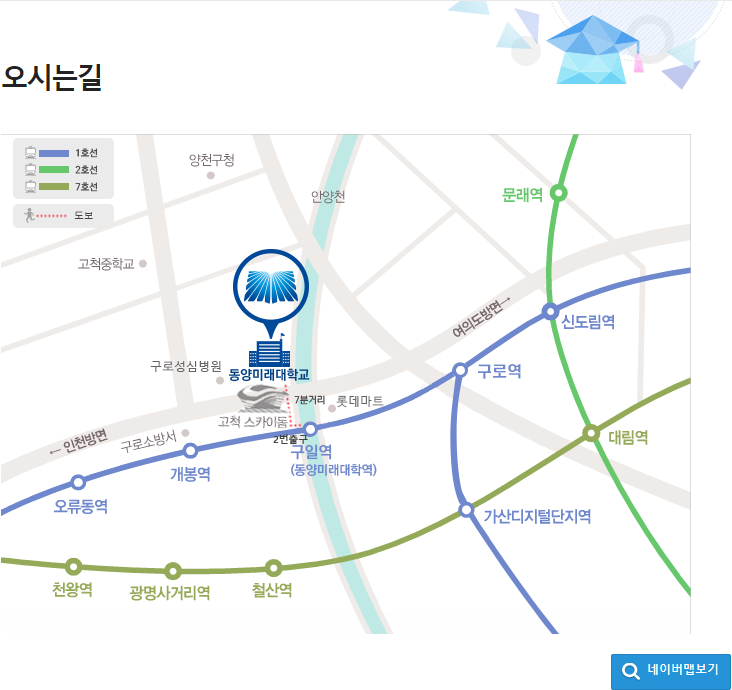 오시는길
1호선
2호선
7호선
도보
양천구청
안양천
문래역
고척중학교
여의도방면→
신도림역
구로성심병원
동양미래대학교
구로역
7분거리
롯데마트
고척 스카이돔
← 인천방면
구로소방서
2번출구
구일역
(동양미래대학역)
대림역
개봉역
오류동역
가산디지털단지역
천왕역
광명사거리역
철산역
네이버맵보기